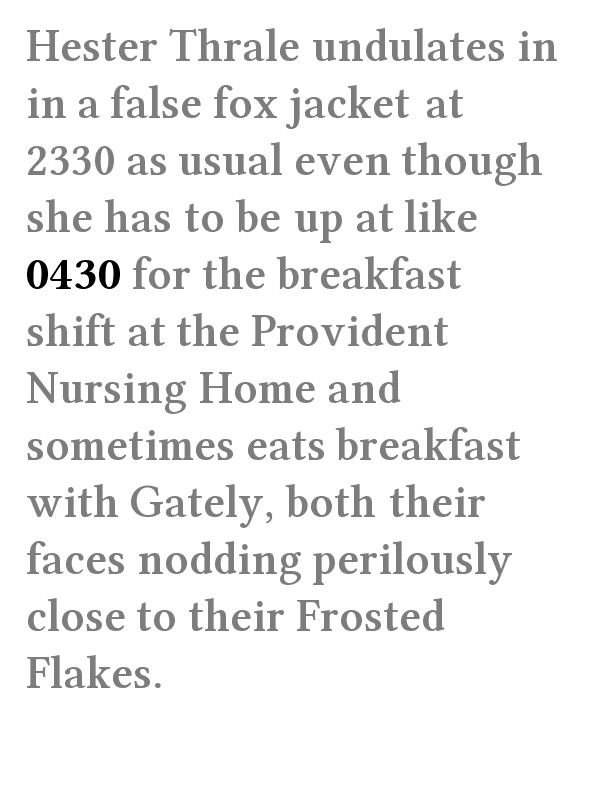 Hester Thrale undulates in
in a false fox jacket at
2330 as usual even though
she has to be up at like
0430 for the breakfast
shift at the Provident
Nursing Home and
sometimes eats breakfast
with Gately, both their
faces nodding perilously
close to their Frosted
Flakes.